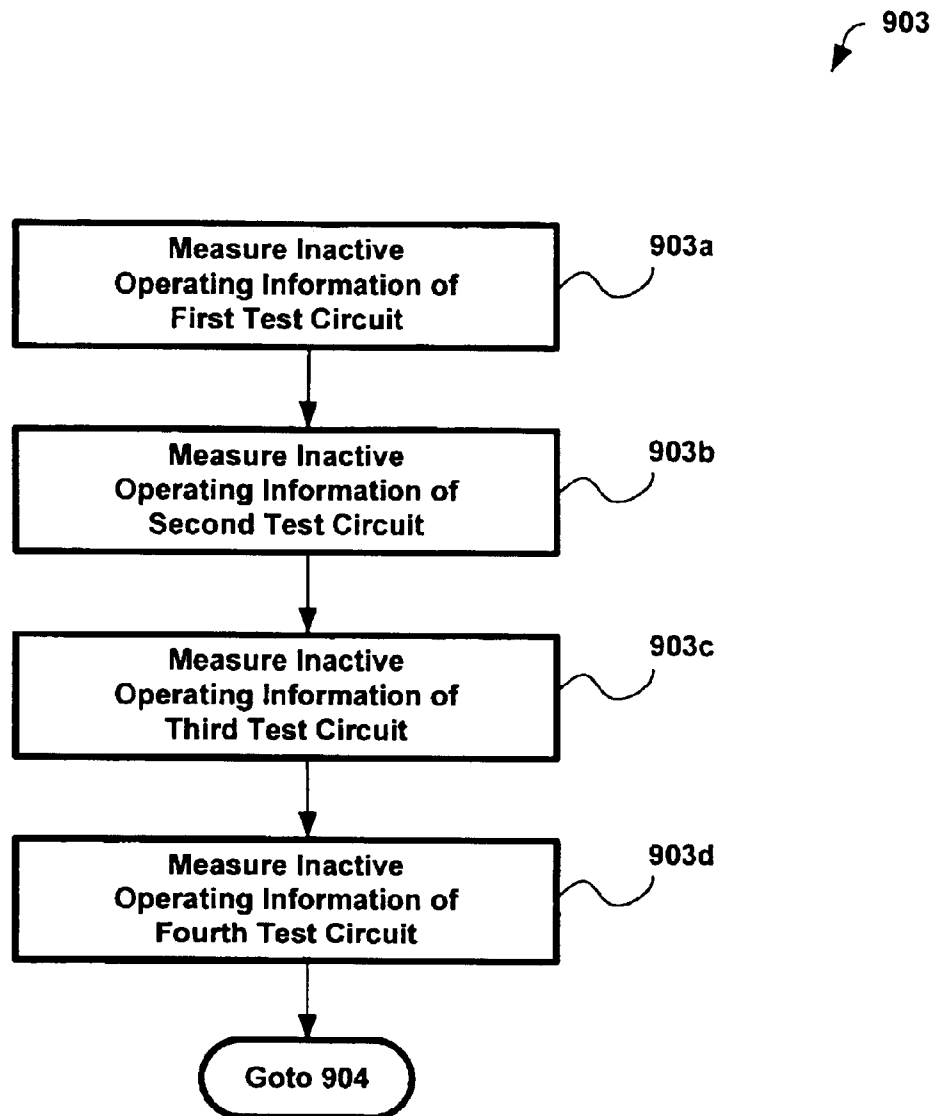 903
Measure Inactive
Operating Information of
First Test Circuit
903a
Measure Inactive
Operating Information of
Second Test Circuit
903b
Measure Inactive
Operating Information of
Third Test Circuit
903c
Measure Inactive
Operating Information of
Fourth Test Circuit
903d
Goto 904